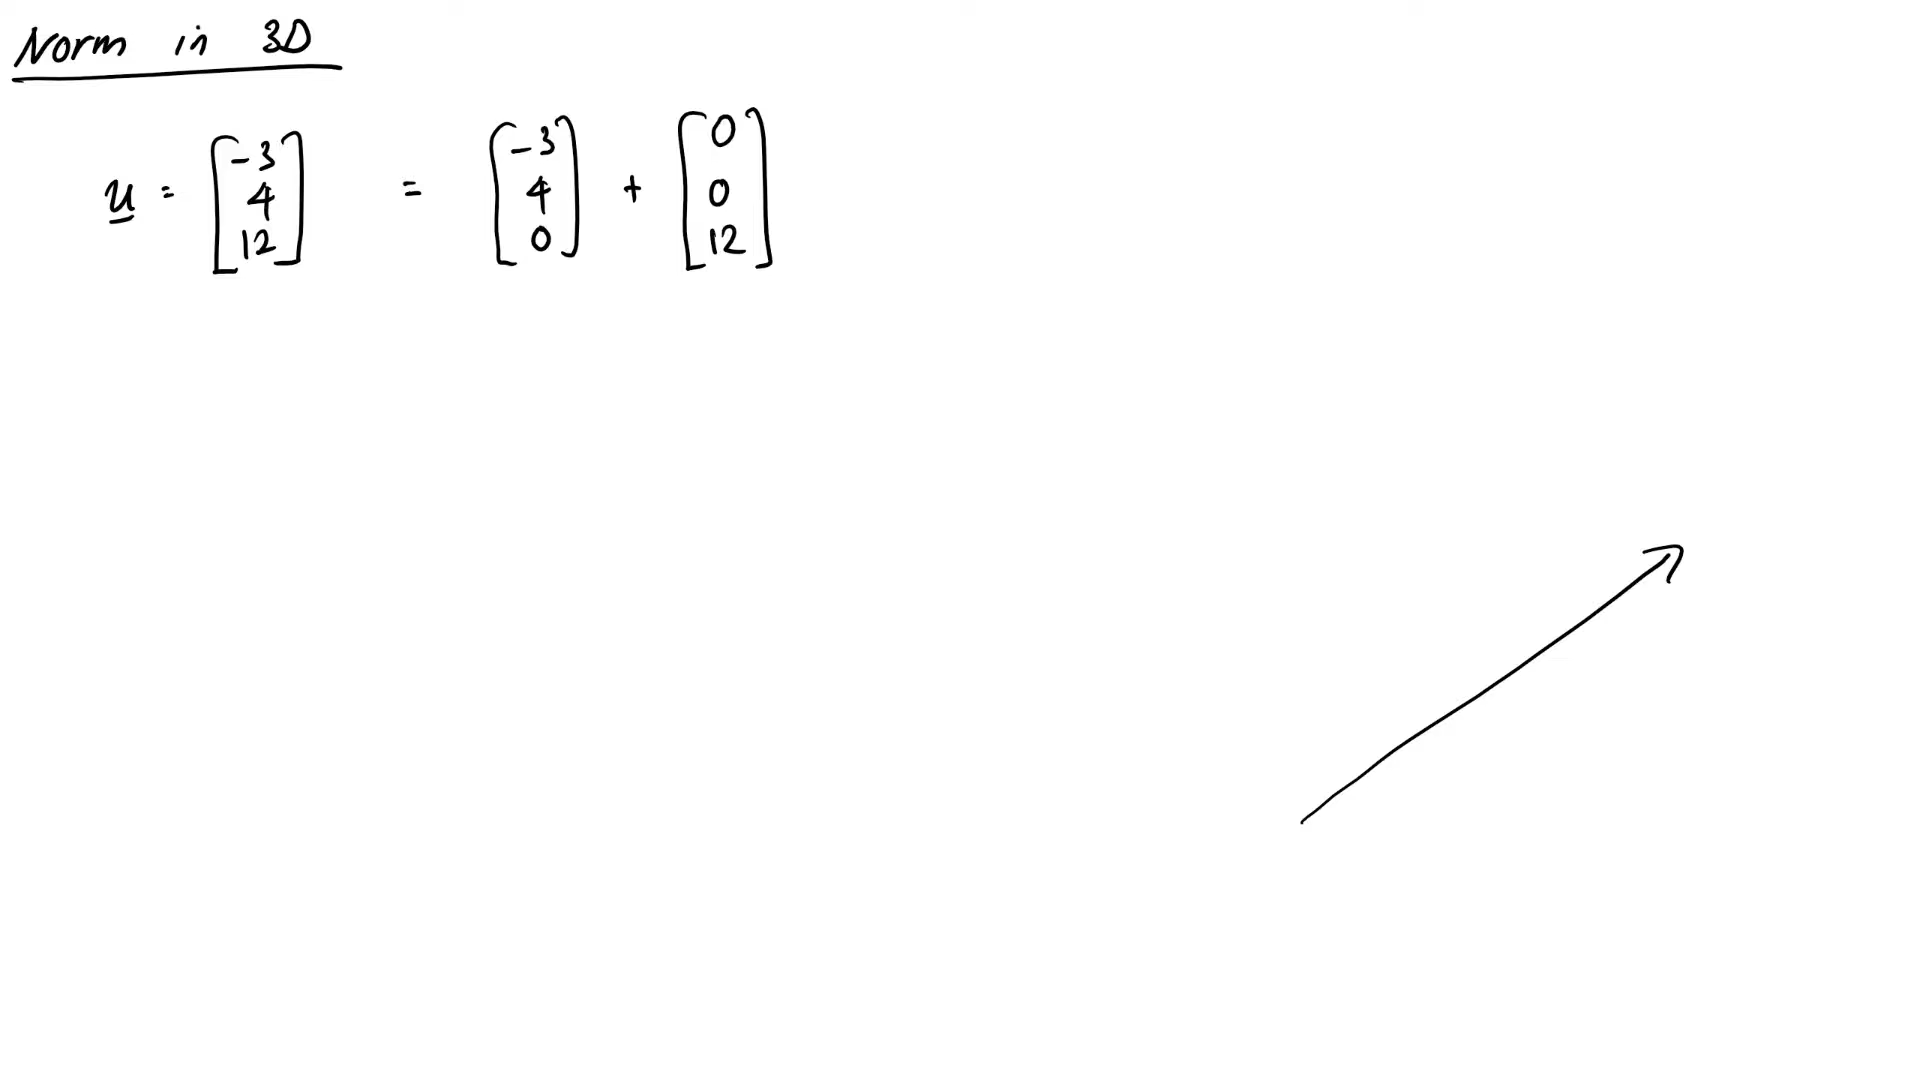 Norm in 3D
u = [-3 4 12] = [-3 4 0] + [0 0 12]